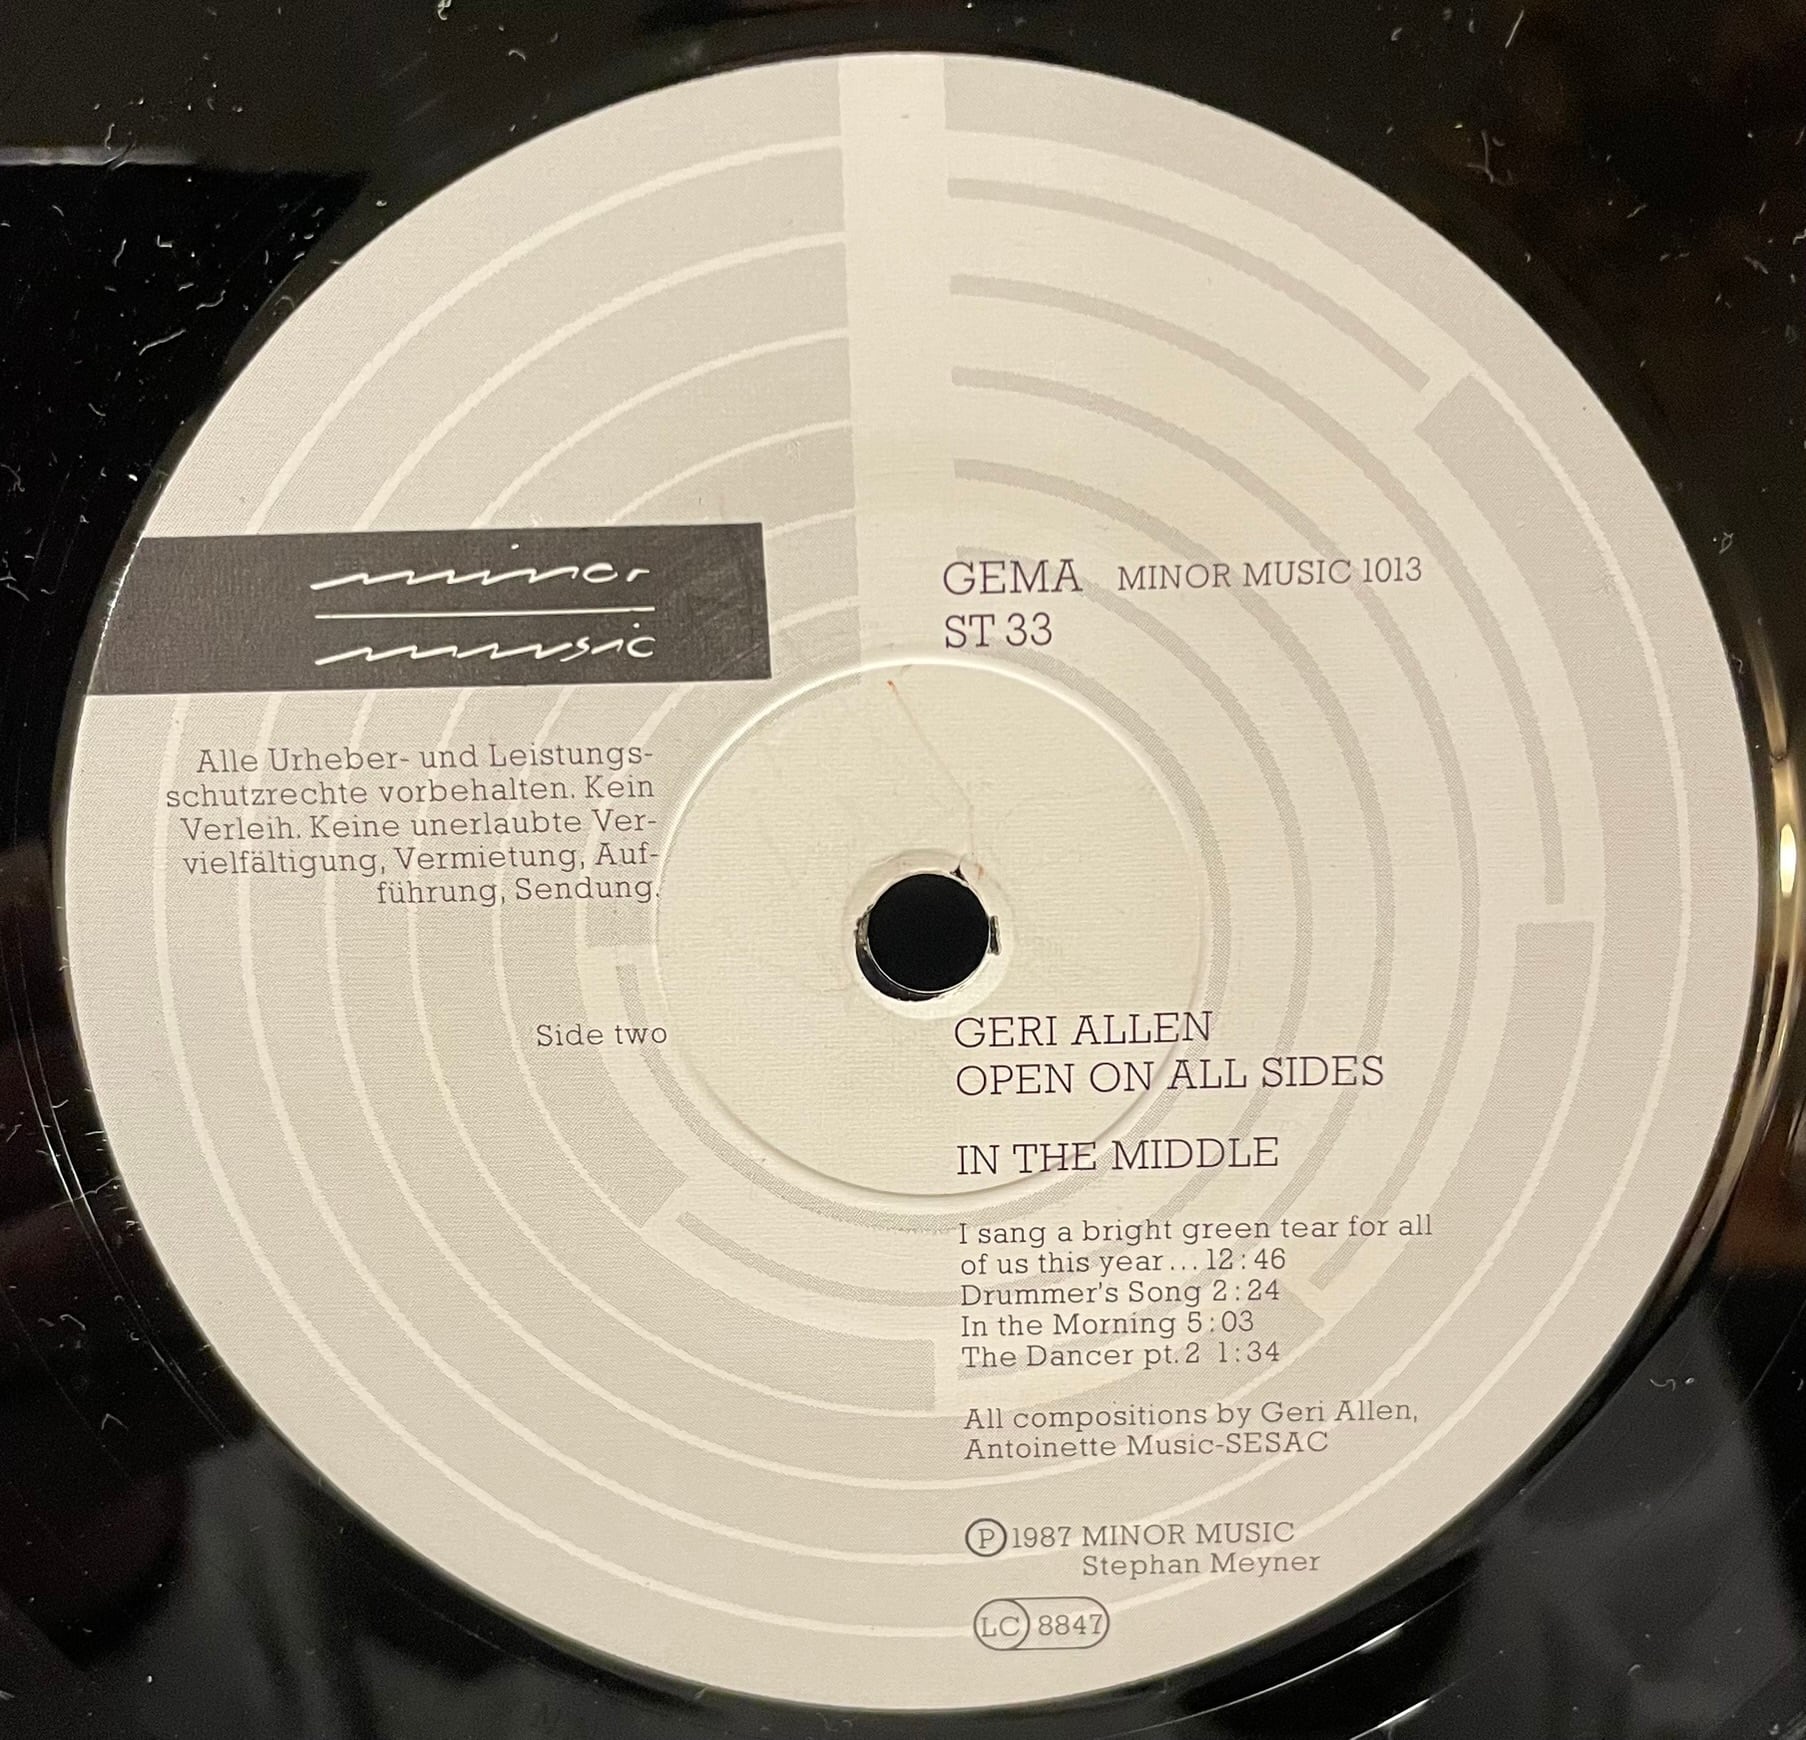 minor
music
GEMA MINOR MUSIC 1013
ST 33
Alle Urheber- und Leistungs-
schutzrechte vorbehalten. Kein
Verleih. Keine unerlaubte Ver-
vielfältigung, Vermietung, Auf-
führung, Sendung.
Side two
GERI ALLEN
OPEN ON ALL SIDES
IN THE MIDDLE
I sang a bright green tear for all
of us this year... 12:46
Drummer's Song 2:24
In the Morning 5:03
The Dancer pt. 2 1:34
All compositions by Geri Allen,
Antoinette Music-SESAC
Ⓟ 1987 MINOR MUSIC
Stephan Meyner
LC 8847